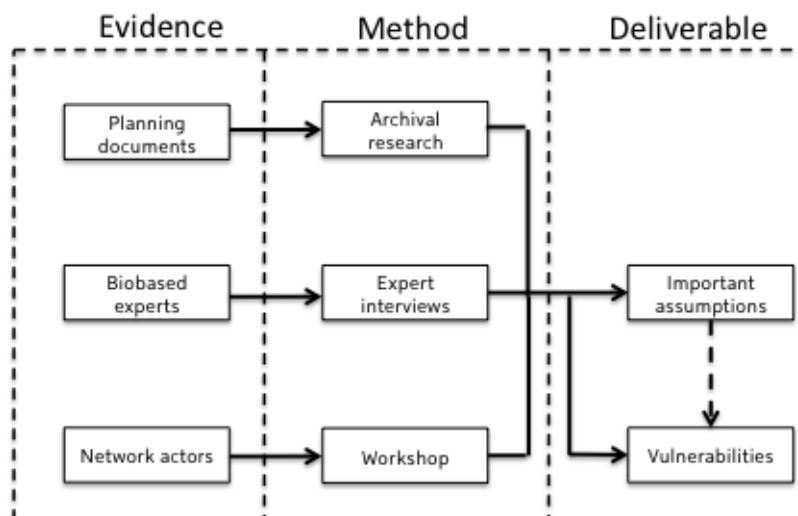 Evidence
Method
Deliverable
Planning
documents
Archival
research
Biobased
experts
Expert
interviews
Important
assumptions
Network actors
Workshop
Vulnerabilities